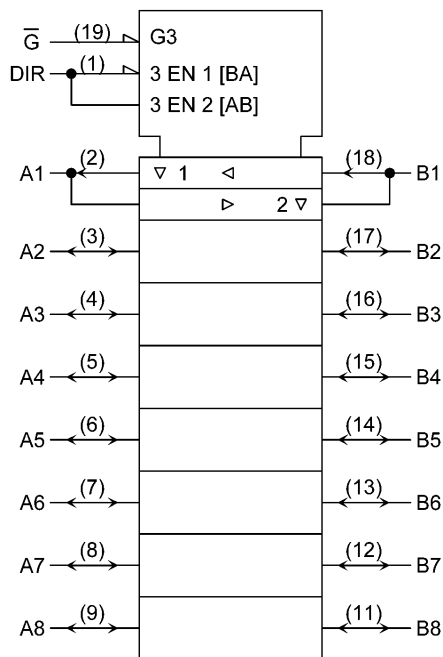 G̅ (19) G3
DIR (1) 3 EN 1 [BA]
3 EN 2 [AB]
A1 (2) ▽ 1 ◁ (18) B1
▷ 2 ▽
A2 (3) (17) B2
A3 (4) (16) B3
A4 (5) (15) B4
A5 (6) (14) B5
A6 (7) (13) B6
A7 (8) (12) B7
A8 (9) (11) B8